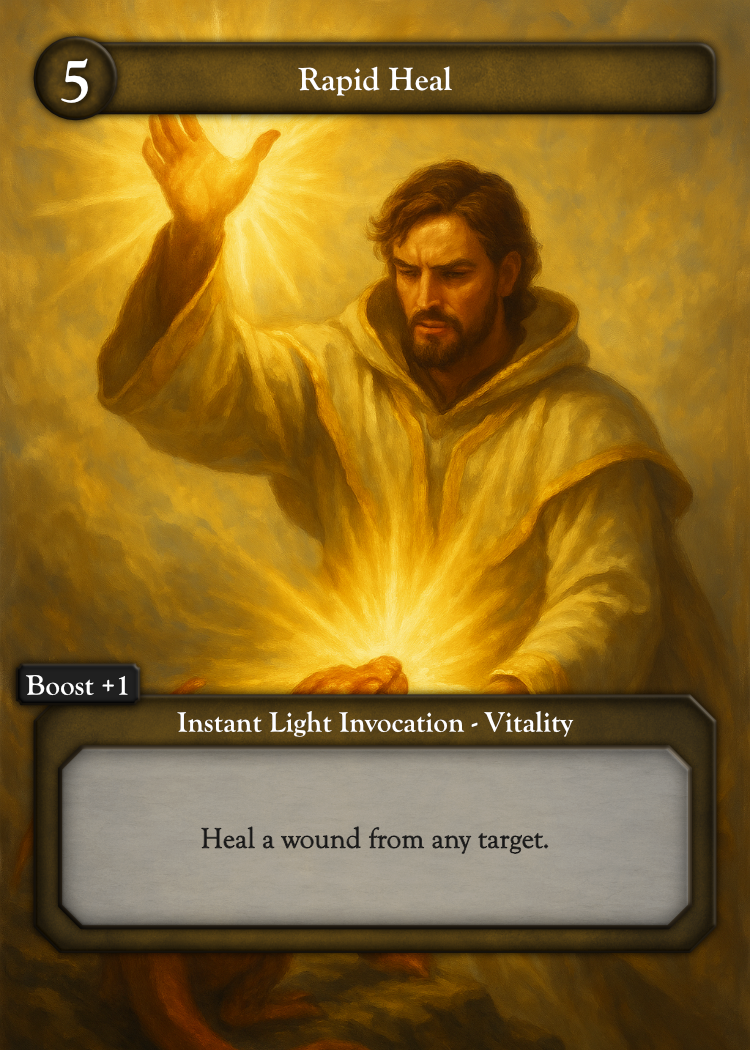 5
Rapid Heal
Boost +1
Instant Light Invocation - Vitality
Heal a wound from any target.